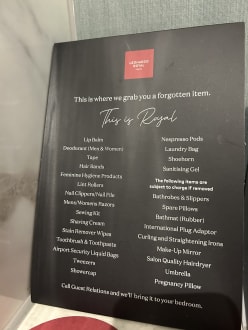 This is where we grab you a forgotten item.
This is Royal
Lip Balm
Deodorant (Men & Women)
Tape
Hair Bands
Feminine Hygiene Products
Lint Rollers
Nail Clippers/Nail File
Mens/Womens Razors
Sewing Kit
Shaving Cream
Stain Remover Wipes
Toothbrush & Toothpaste
Airport Security Liquid Bags
Tweezers
Showercap
Nespresso Pods
Laundry Bag
Shoehorn
Sanitising Gel
The following items are
subject to charge if removed
Bathrobes & Slippers
Spare Pillows
Bathmat (Rubber)
International Plug Adaptor
Curling and Straightening Irons
Make-Up Mirror
Salon Quality Hairdryer
Umbrella
Pregnancy Pillow
Call Guest Relations and we'll bring it to your bedroom.